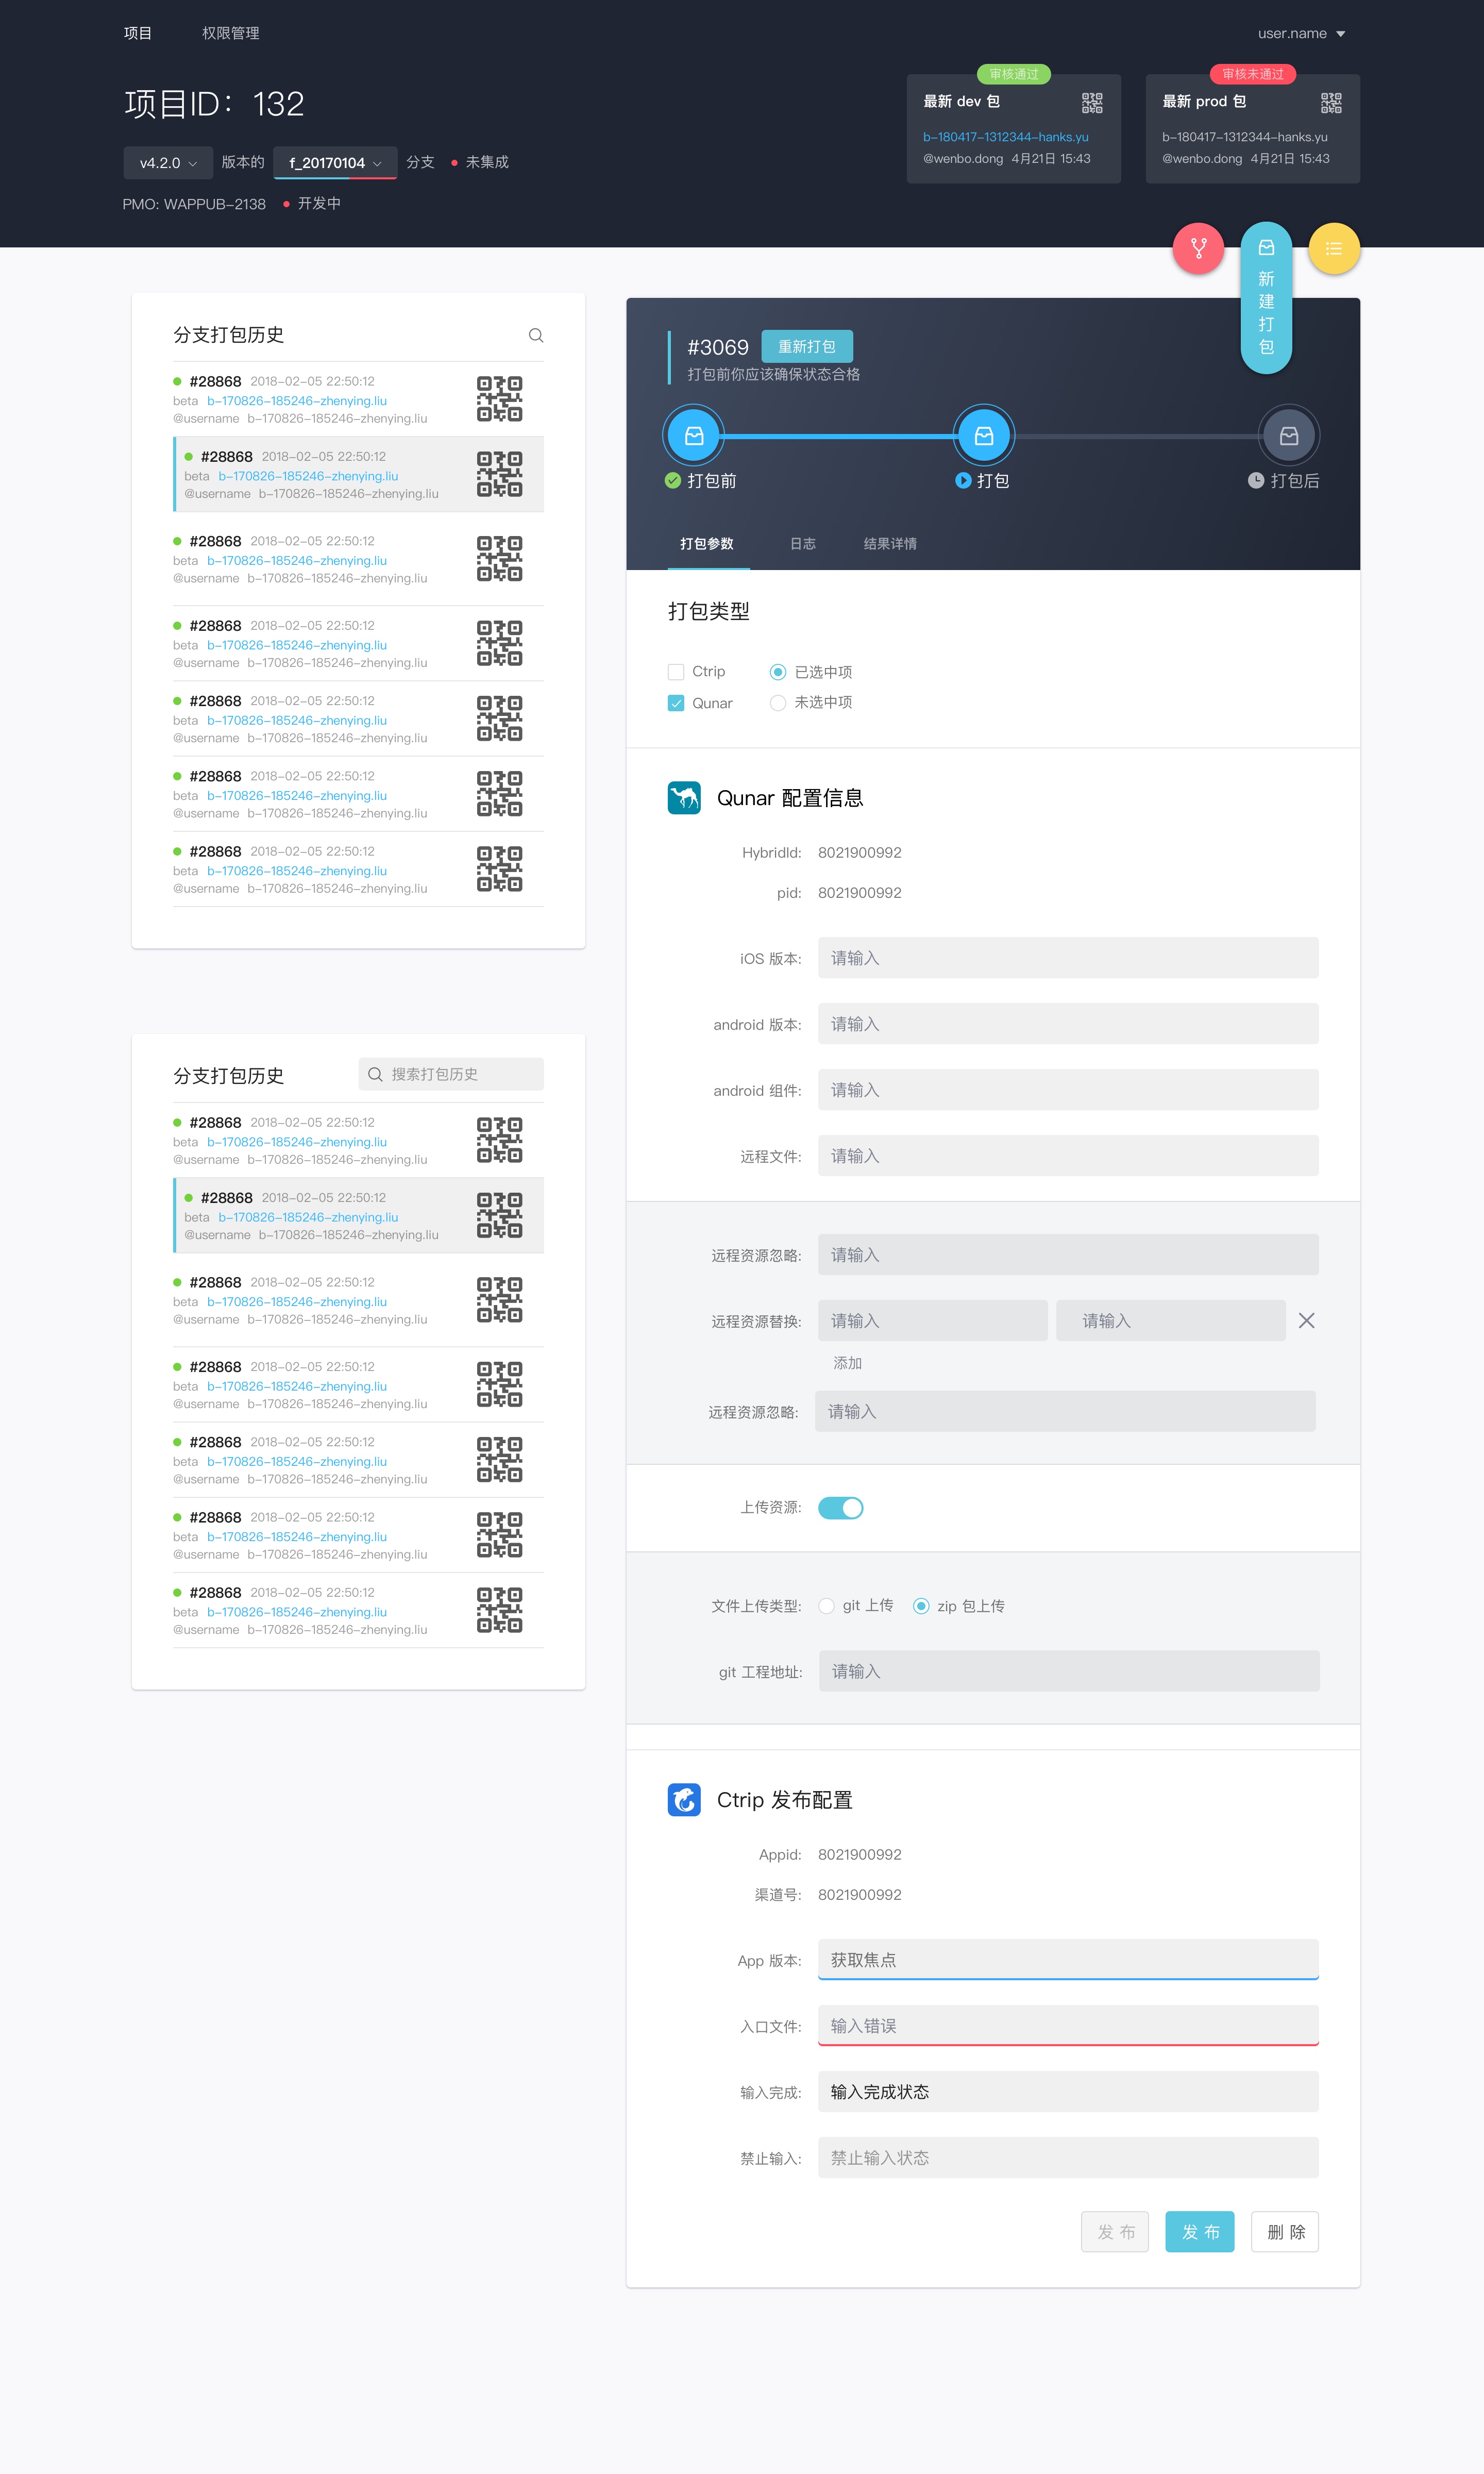 项目 权限管理 user.name
项目ID：132
v4.2.0 版本的 f_20170104 分支 未集成
PMO: WAPPUB-2138 开发中
审核通过
最新 dev 包
b-180417-1312344-hanks.yu
@wenbo.dong 4月21日 15:43
审核未通过
最新 prod 包
b-180417-1312344-hanks.yu
@wenbo.dong 4月21日 15:43
新
建
打
包
分支打包历史
#28868 2018-02-05 22:50:12
beta b-170826-185246-zhenying.liu
@username b-170826-185246-zhenying.liu
#28868 2018-02-05 22:50:12
beta b-170826-185246-zhenying.liu
@username b-170826-185246-zhenying.liu
#28868 2018-02-05 22:50:12
beta b-170826-185246-zhenying.liu
@username b-170826-185246-zhenying.liu
#28868 2018-02-05 22:50:12
beta b-170826-185246-zhenying.liu
@username b-170826-185246-zhenying.liu
#28868 2018-02-05 22:50:12
beta b-170826-185246-zhenying.liu
@username b-170826-185246-zhenying.liu
#28868 2018-02-05 22:50:12
beta b-170826-185246-zhenying.liu
@username b-170826-185246-zhenying.liu
#28868 2018-02-05 22:50:12
beta b-170826-185246-zhenying.liu
@username b-170826-185246-zhenying.liu
分支打包历史 搜索打包历史
#28868 2018-02-05 22:50:12
beta b-170826-185246-zhenying.liu
@username b-170826-185246-zhenying.liu
#28868 2018-02-05 22:50:12
beta b-170826-185246-zhenying.liu
@username b-170826-185246-zhenying.liu
#28868 2018-02-05 22:50:12
beta b-170826-185246-zhenying.liu
@username b-170826-185246-zhenying.liu
#28868 2018-02-05 22:50:12
beta b-170826-185246-zhenying.liu
@username b-170826-185246-zhenying.liu
#28868 2018-02-05 22:50:12
beta b-170826-185246-zhenying.liu
@username b-170826-185246-zhenying.liu
#28868 2018-02-05 22:50:12
beta b-170826-185246-zhenying.liu
@username b-170826-185246-zhenying.liu
#28868 2018-02-05 22:50:12
beta b-170826-185246-zhenying.liu
@username b-170826-185246-zhenying.liu
#3069 重新打包
打包前你应该确保状态合格
打包前 打包 打包后
打包参数 日志 结果详情
打包类型
Ctrip 已选中项
Qunar 未选中项
Qunar 配置信息
HybridId: 8021900992
pid: 8021900992
iOS 版本: 请输入
android 版本: 请输入
android 组件: 请输入
远程文件: 请输入
远程资源忽略: 请输入
远程资源替换: 请输入 请输入
添加
远程资源忽略: 请输入
上传资源:
文件上传类型: git 上传 zip 包上传
git 工程地址: 请输入
Ctrip 发布配置
Appid: 8021900992
渠道号: 8021900992
App 版本: 获取焦点
入口文件: 输入错误
输入完成: 输入完成状态
禁止输入: 禁止输入状态
发 布 发 布 删 除